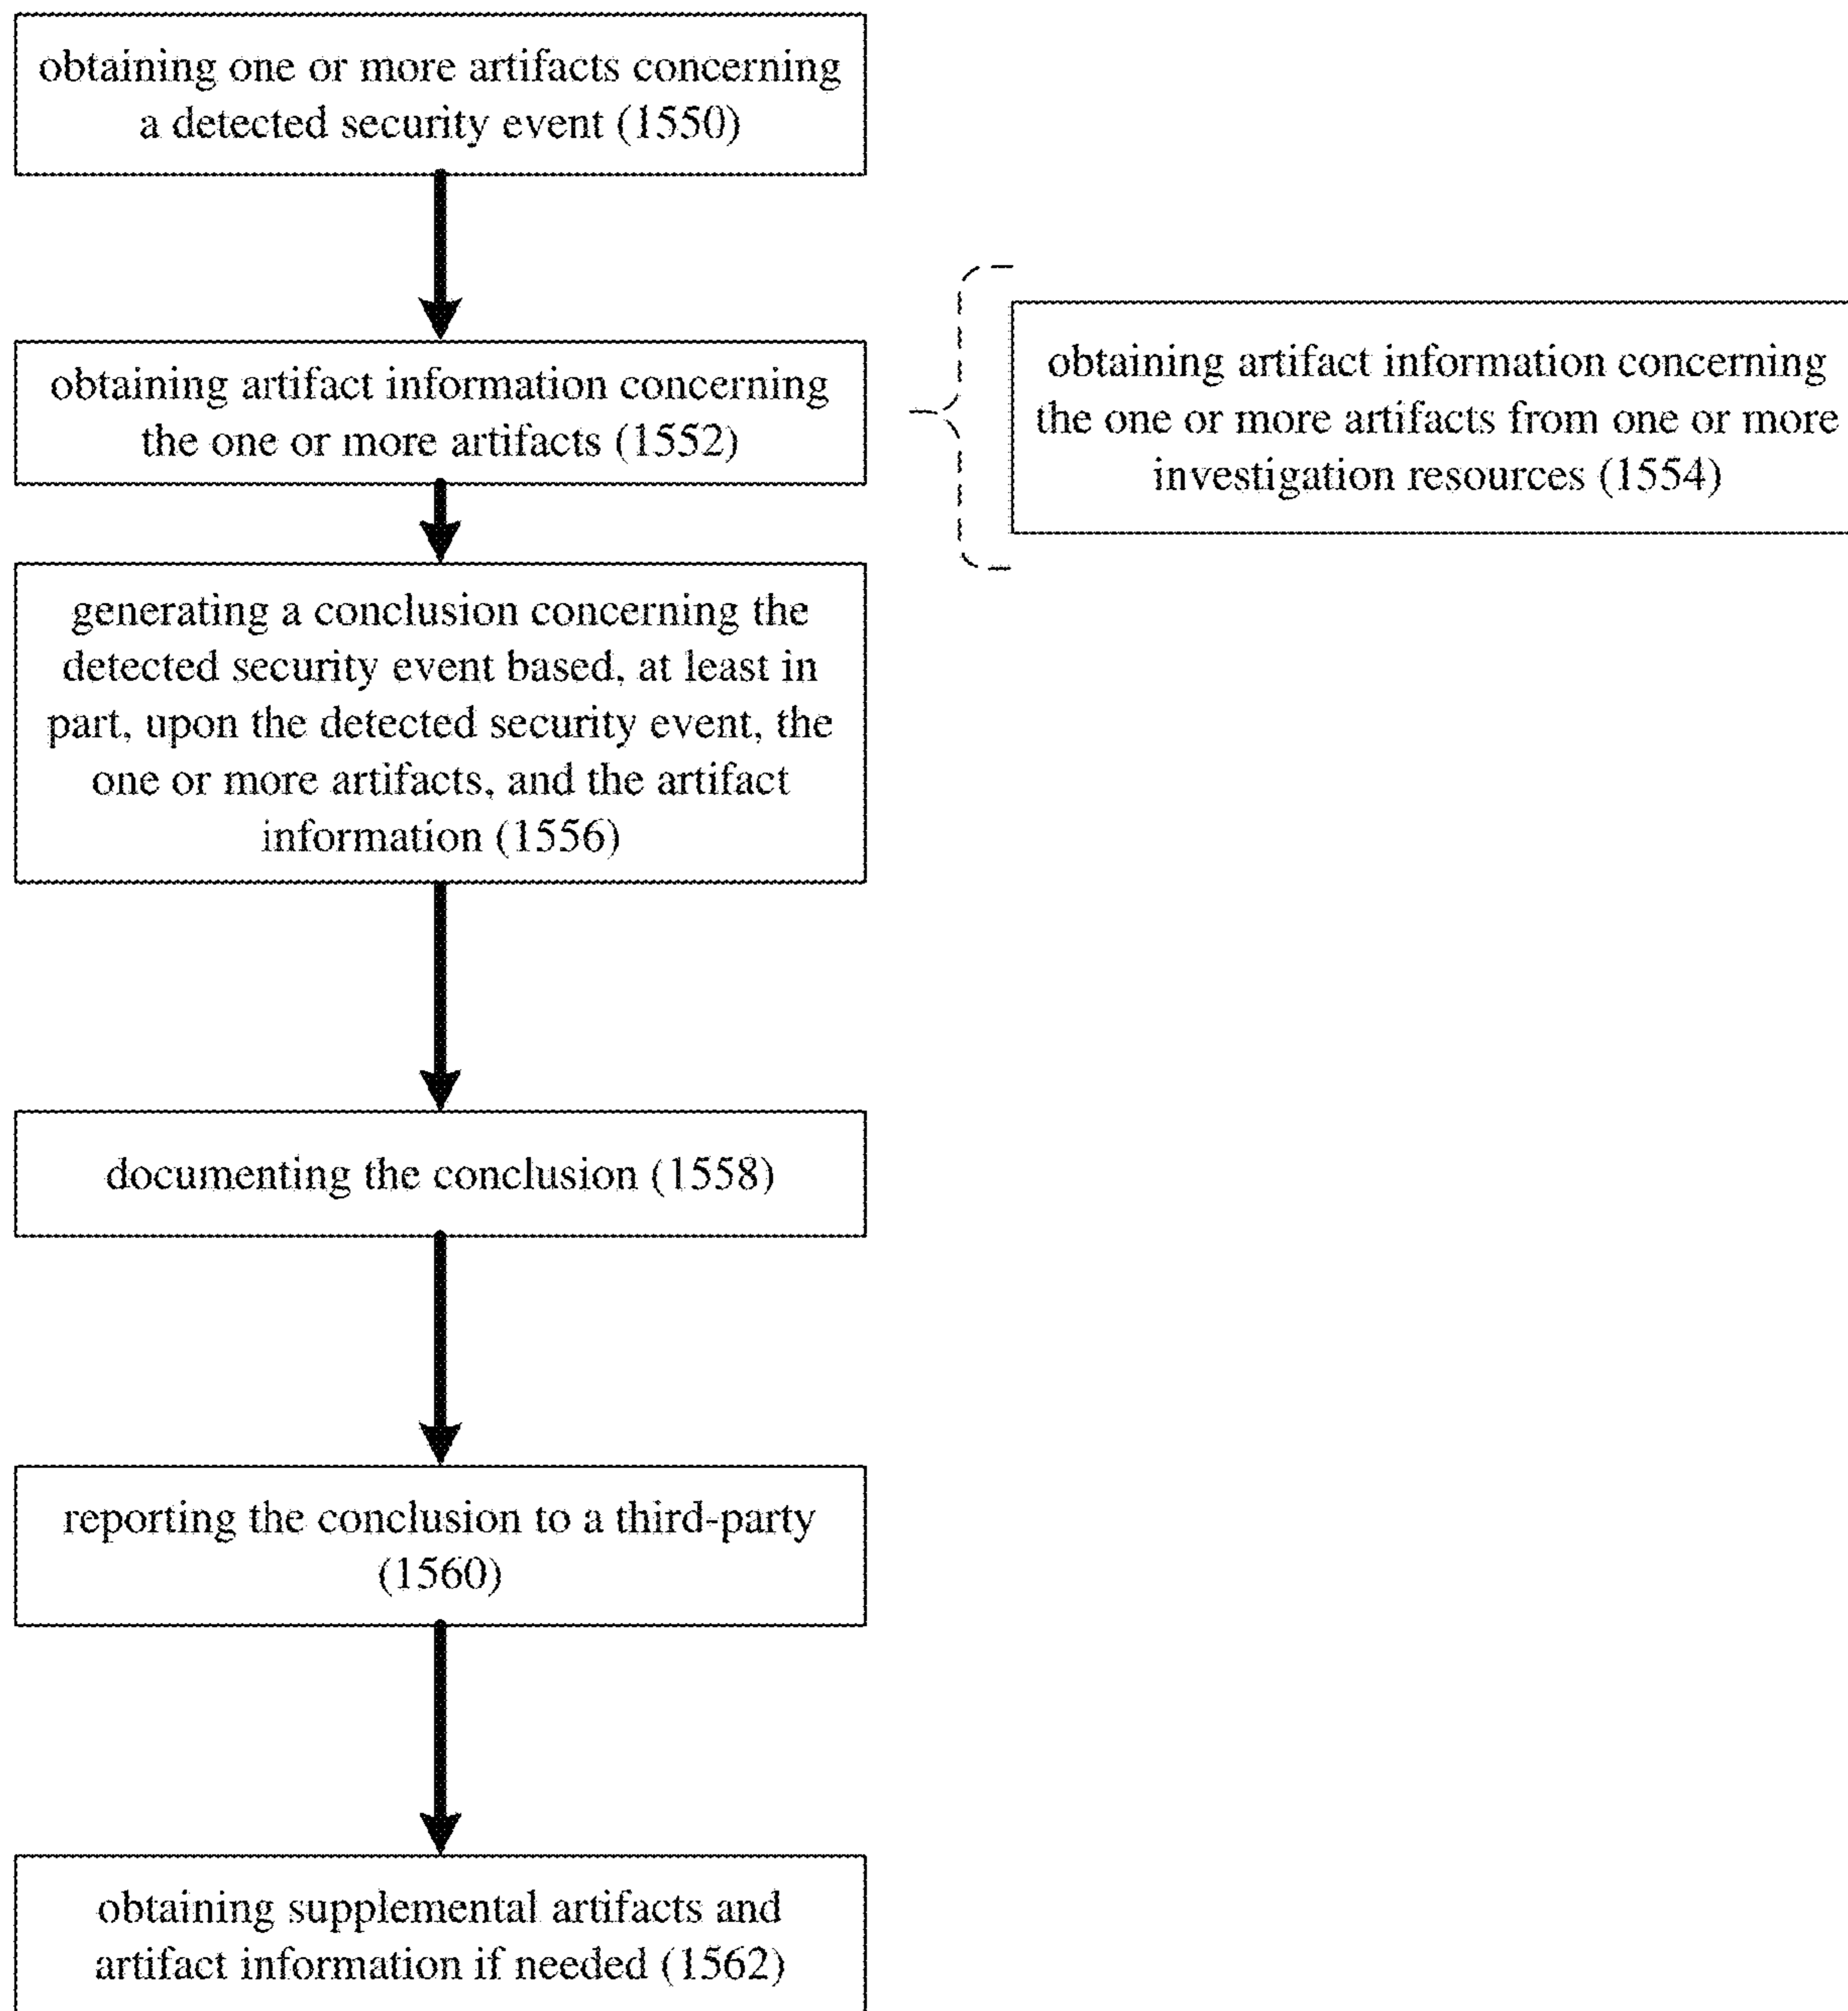 obtaining one or more artifacts concerning
a detected security event (1550)
obtaining artifact information concerning
the one or more artifacts (1552)
obtaining artifact information concerning
the one or more artifacts from one or more
investigation resources (1554)
generating a conclusion concerning the
detected security event based, at least in
part, upon the detected security event, the
one or more artifacts, and the artifact
information (1556)
documenting the conclusion (1558)
reporting the conclusion to a third-party
(1560)
obtaining supplemental artifacts and
artifact information if needed (1562)